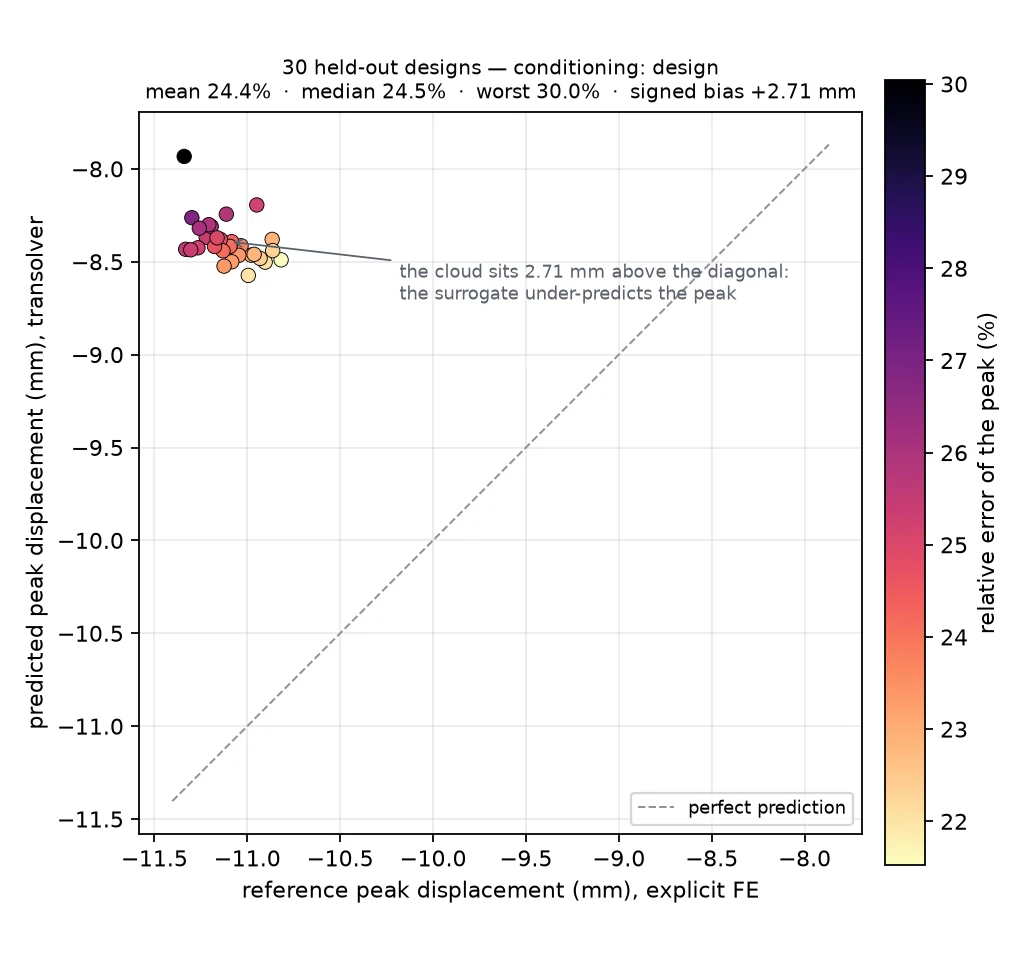 30 held-out designs — conditioning: design
mean 24.4% · median 24.5% · worst 30.0% · signed bias +2.71 mm
predicted peak displacement (mm), transolver
−8.0
−8.5
−9.0
−9.5
−10.0
−10.5
−11.0
−11.5
the cloud sits 2.71 mm above the diagonal:
the surrogate under-predicts the peak
perfect prediction
−11.5 −11.0 −10.5 −10.0 −9.5 −9.0 −8.5 −8.0
reference peak displacement (mm), explicit FE
30
29
28
27
26
25
24
23
22
relative error of the peak (%)